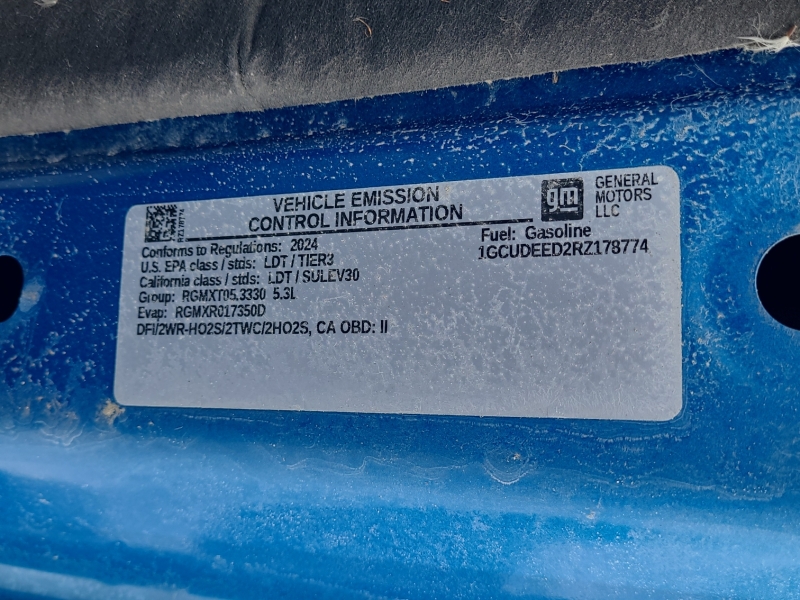 VEHICLE EMISSION
CONTROL INFORMATION
gm
GENERAL
MOTORS
LLC
RZ178774
Conforms to Regulations: 2024
U.S. EPA class / stds: LDT / TIER3
California class / stds: LDT / SULEV30
Group: RGMXT05.3330 5.3L
Evap: RGMXR017350D
DFI/2WR-HO2S/2TWC/2HO2S, CA OBD: II
Fuel: Gasoline
1GCUDEED2RZ178774